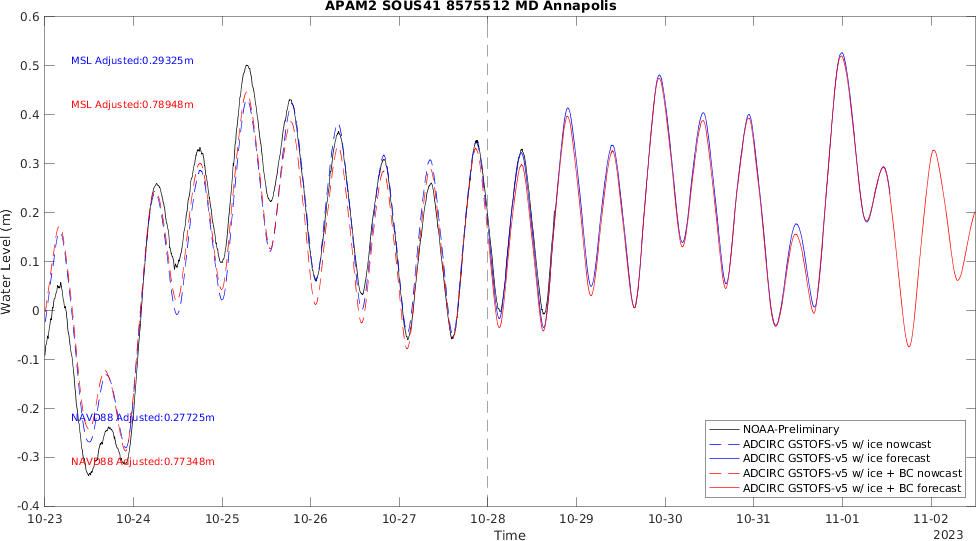 APAM2 SOUS41 8575512 MD Annapolis
0.6
0.5
0.4
0.3
0.2
0.1
0
-0.1
-0.2
-0.3
-0.4
Water Level (m)
MSL Adjusted:0.29325m
MSL Adjusted:0.78948m
NAVD88 Adjusted:0.27725m
NAVD88 Adjusted:0.77348m
NOAA-Preliminary
ADCIRC GSTOFS-v5 w/ ice nowcast
ADCIRC GSTOFS-v5 w/ ice forecast
ADCIRC GSTOFS-v5 w/ ice + BC nowcast
ADCIRC GSTOFS-v5 w/ ice + BC forecast
10-23 10-24 10-25 10-26 10-27 10-28 10-29 10-30 10-31 11-01 11-02
Time
2023